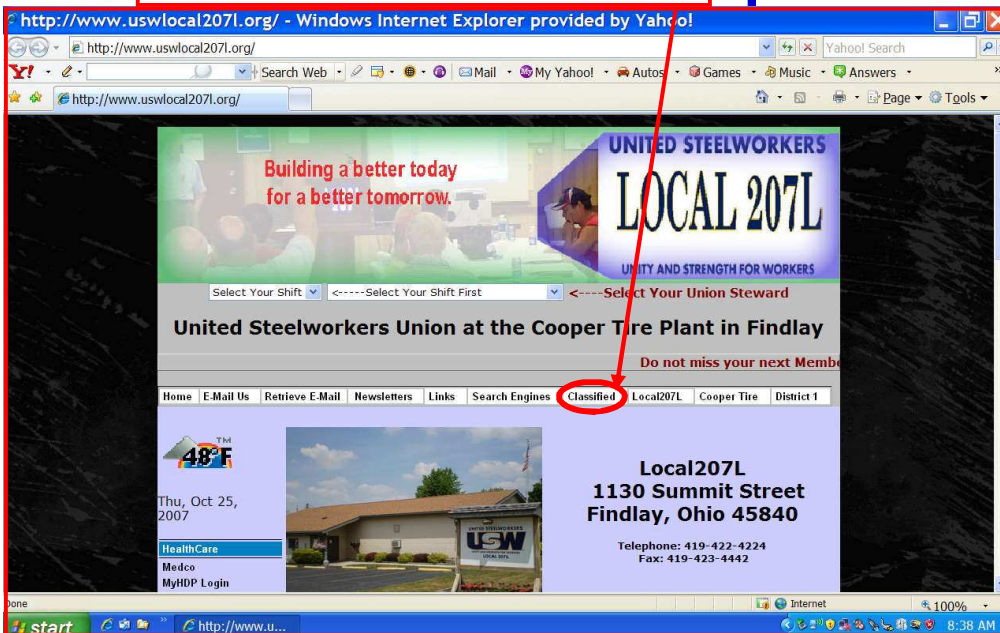 http://www.uswlocal207l.org/ - Windows Internet Explorer provided by Yahoo!
http://www.uswlocal207l.org/
Yahoo! Search
Y! Search Web Mail My Yahoo! Autos Games Music Answers
http://www.uswlocal207l.org/ Page Tools
Building a better today
for a better tomorrow.
UNITED STEELWORKERS
LOCAL 207L
UNITY AND STRENGTH FOR WORKERS
Select Your Shift <-----Select Your Shift First <----Select Your Union Steward
United Steelworkers Union at the Cooper Tire Plant in Findlay
Do not miss your next Memb
Home E-Mail Us Retrieve E-Mail Newsletters Links Search Engines Classified Local207L Cooper Tire District 1
TM
48°F
Thu, Oct 25,
2007
HealthCare
Medco
MyHDP Login
UNITED STEELWORKERS
USW
LOCAL 207L
Local207L
1130 Summit Street
Findlay, Ohio 45840
Telephone: 419-422-4224
Fax: 419-423-4442
Done Internet 100%
start http://www.u... 8:38 AM